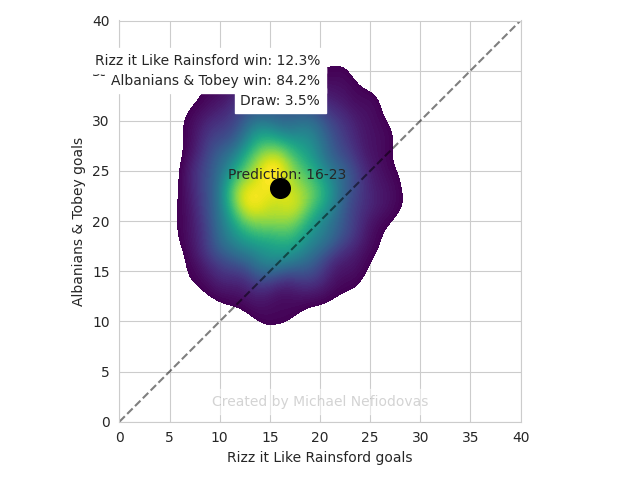 40
Rizz it Like Rainsford win: 12.3%
Albanians & Tobey win: 84.2%
Draw: 3.5%
30
Prediction: 16-23
25
20
15
10
5
0
Albanians & Tobey goals
Created by Michael Nefiodovas
0 5 10 15 20 25 30 35 40
Rizz it Like Rainsford goals